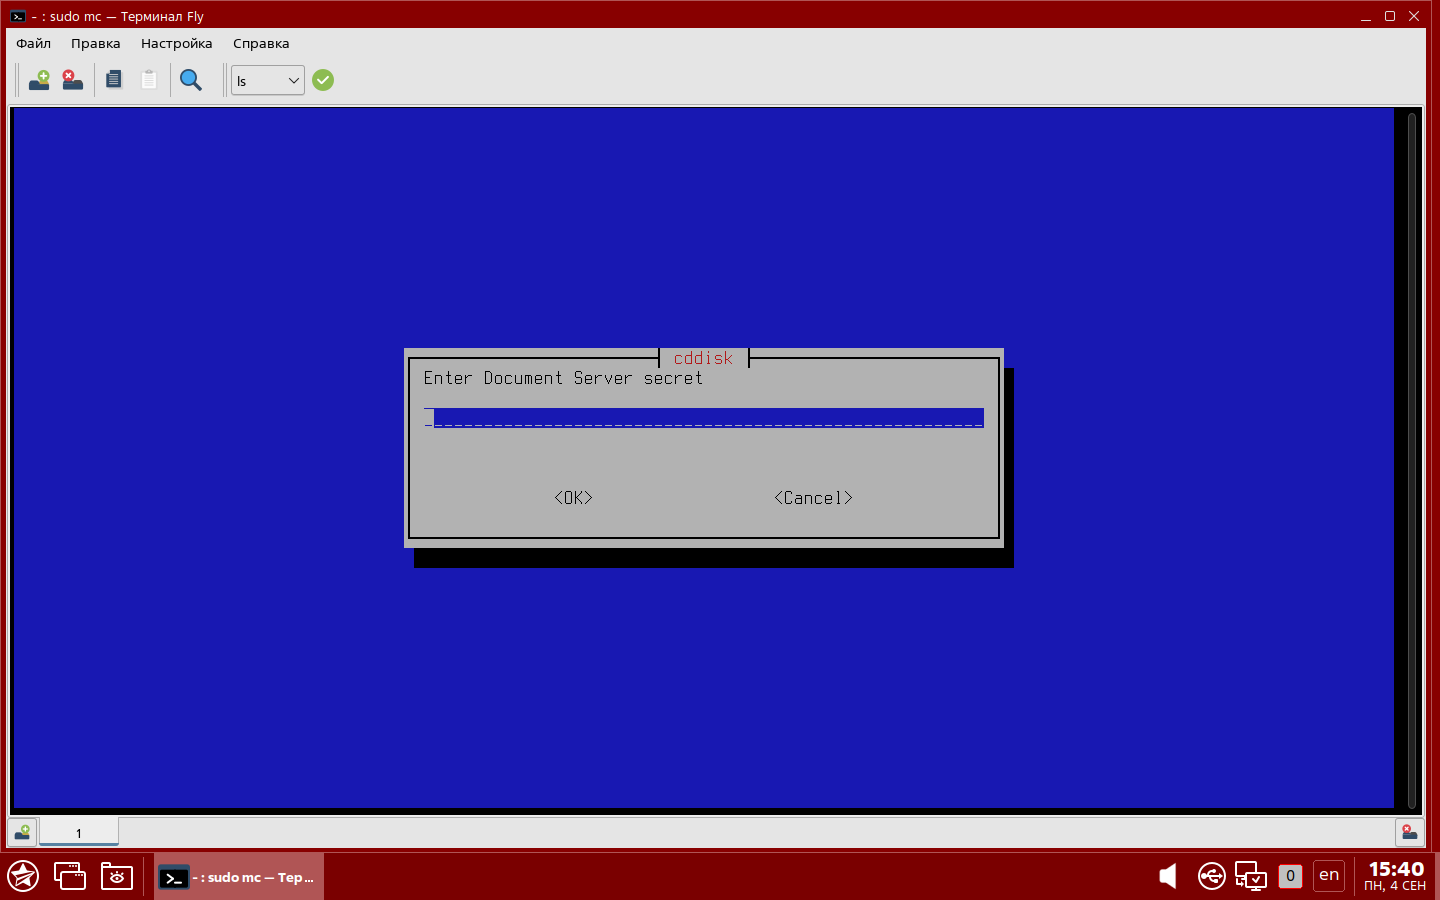 - : sudo mc — Терминал Fly
Файл Правка Настройка Справка
ls
cddisk
Enter Document Server secret
<OK> <Cancel>
1
- : sudo mc — Тер...
0
en
15:40
ПН, 4 СЕН